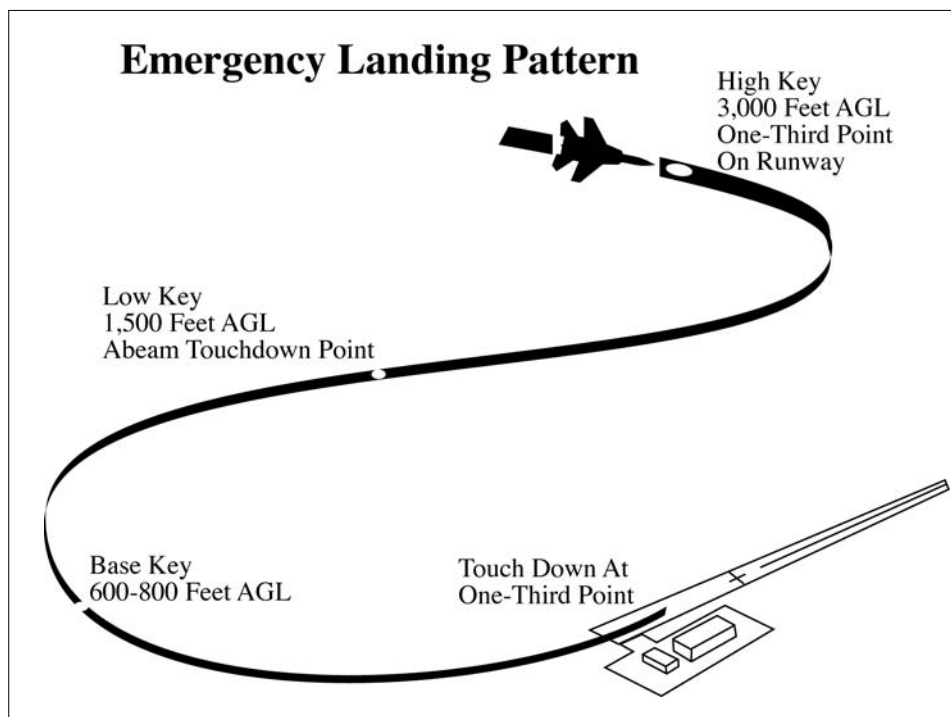 Emergency Landing Pattern
High Key
3,000 Feet AGL
One-Third Point
On Runway
Low Key
1,500 Feet AGL
Abeam Touchdown Point
Base Key
600-800 Feet AGL
Touch Down At
One-Third Point